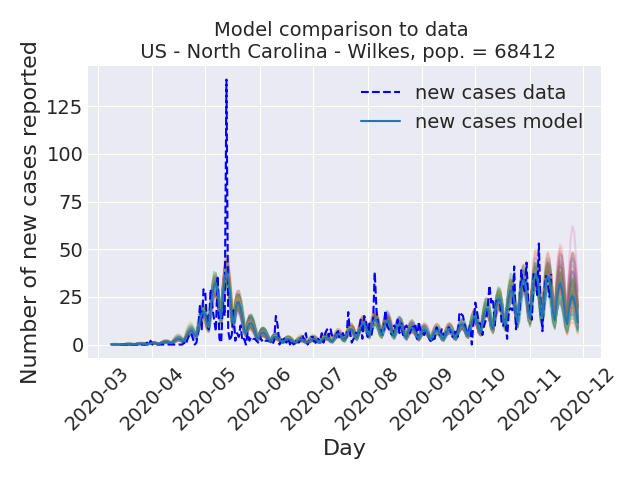 Model comparison to data
US - North Carolina - Wilkes, pop. = 68412
Number of new cases reported
125
100
75
50
25
0
new cases data
new cases model
2020-03
2020-04
2020-05
2020-06
2020-07
2020-08
2020-09
2020-10
2020-11
2020-12
Day